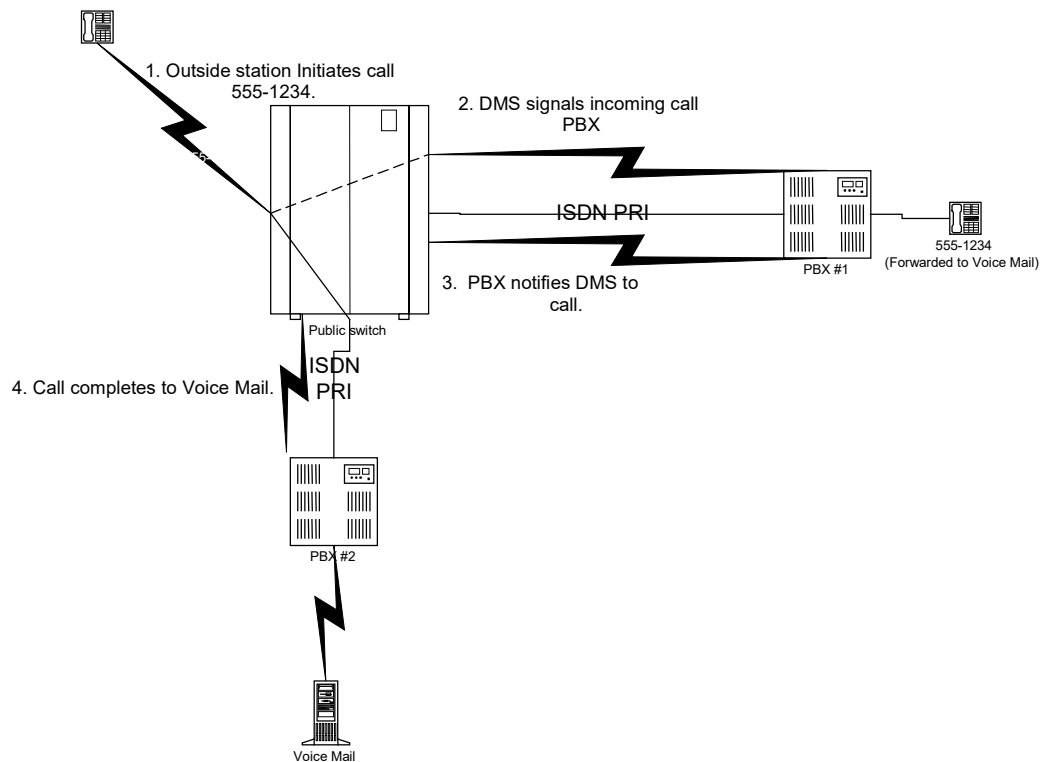 1. Outside station Initiates call
555-1234.
2. DMS signals incoming call
PBX
ISDN PRI
555-1234
(Forwarded to Voice Mail)
PBX #1
3. PBX notifies DMS to
call.
Public switch
ISDN
PRI
4. Call completes to Voice Mail.
PBX #2
Voice Mail